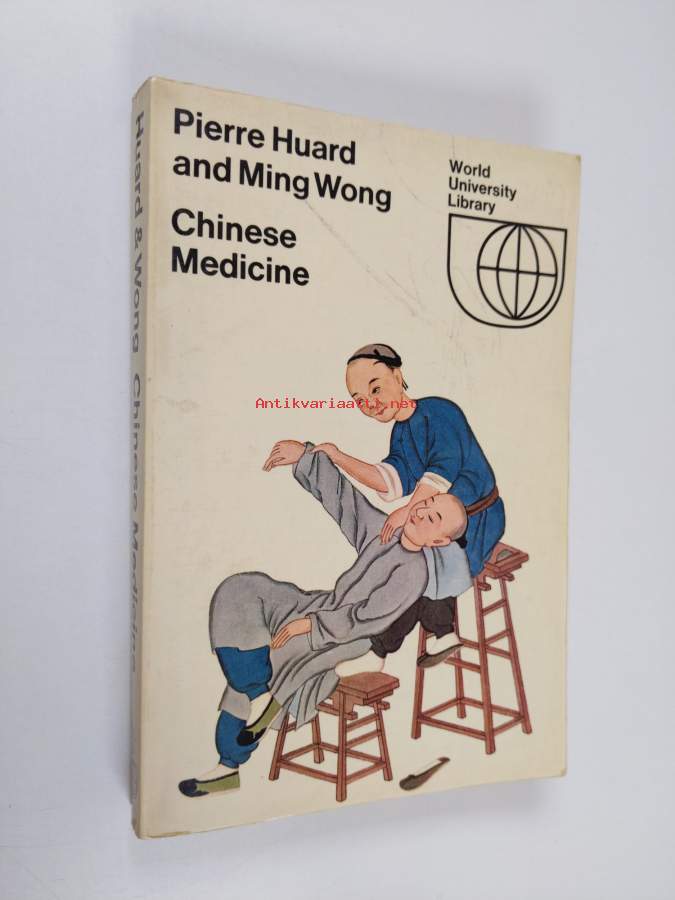 Pierre Huard
and Ming Wong
Chinese
Medicine
World
University
Library
Antikvariaatti.net
Huard & Wong Chinese Medicine